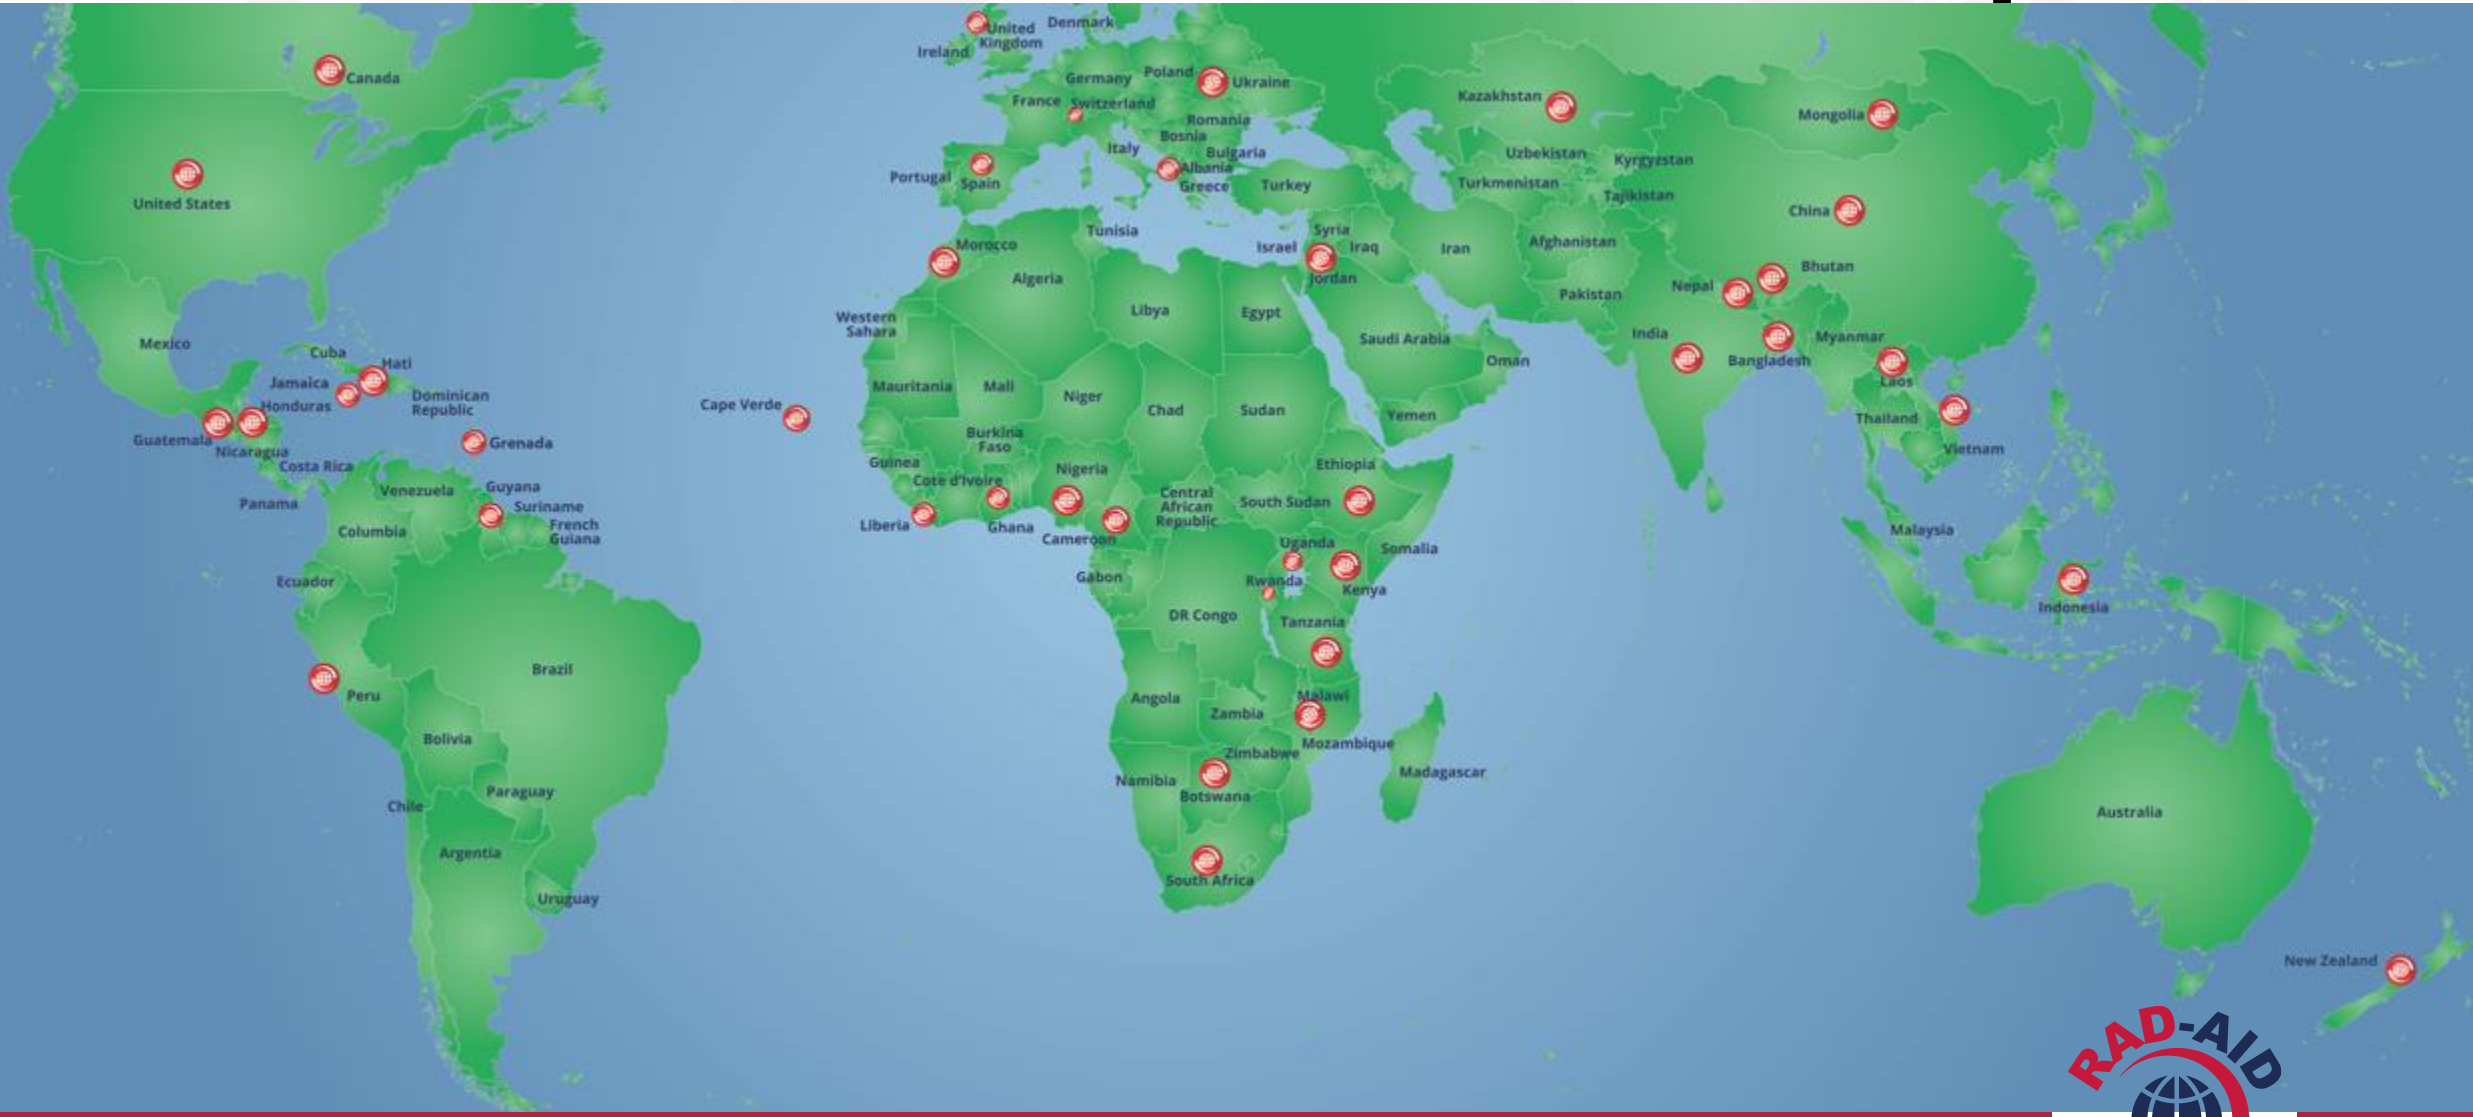 Canada
United States
Mexico
Cuba
Hati
Jamaica
Dominican
Republic
Honduras
Guatemala
Nicaragua
Costa Rica
Panama
Grenada
Venezuela
Guyana
Suriname
French
Guiana
Columbia
Ecuador
Peru
Brazil
Bolivia
Paraguay
Chile
Argentia
Uruguay
Cape Verde
United
Kingdom
Ireland
Denmark
Germany
Poland
Ukraine
France
Switzerland
Romania
Bosnia
Italy
Bulgaria
Albania
Greece
Portugal
Spain
Turkey
Morocco
Tunisia
Algeria
Libya
Egypt
Israel
Syria
Iraq
Jordan
Iran
Western
Sahara
Mauritania
Mali
Niger
Chad
Sudan
Saudi Arabia
Oman
Yemen
Burkina
Faso
Guinea
Cote d'Ivoire
Nigeria
Liberia
Ghana
Cameroon
Central
African
Republic
South Sudan
Ethiopia
Somalia
Uganda
Kenya
Rwanda
Gabon
DR Congo
Tanzania
Angola
Zambia
Malawi
Mozambique
Zimbabwe
Namibia
Botswana
Madagascar
South Africa
Kazakhstan
Uzbekistan
Kyrgyzstan
Turkmenistan
Tajikistan
Afghanistan
Pakistan
Mongolia
China
Nepal
Bhutan
India
Bangladesh
Myanmar
Laos
Thailand
Vietnam
Malaysia
Indonesia
Australia
New Zealand
RAD-AID